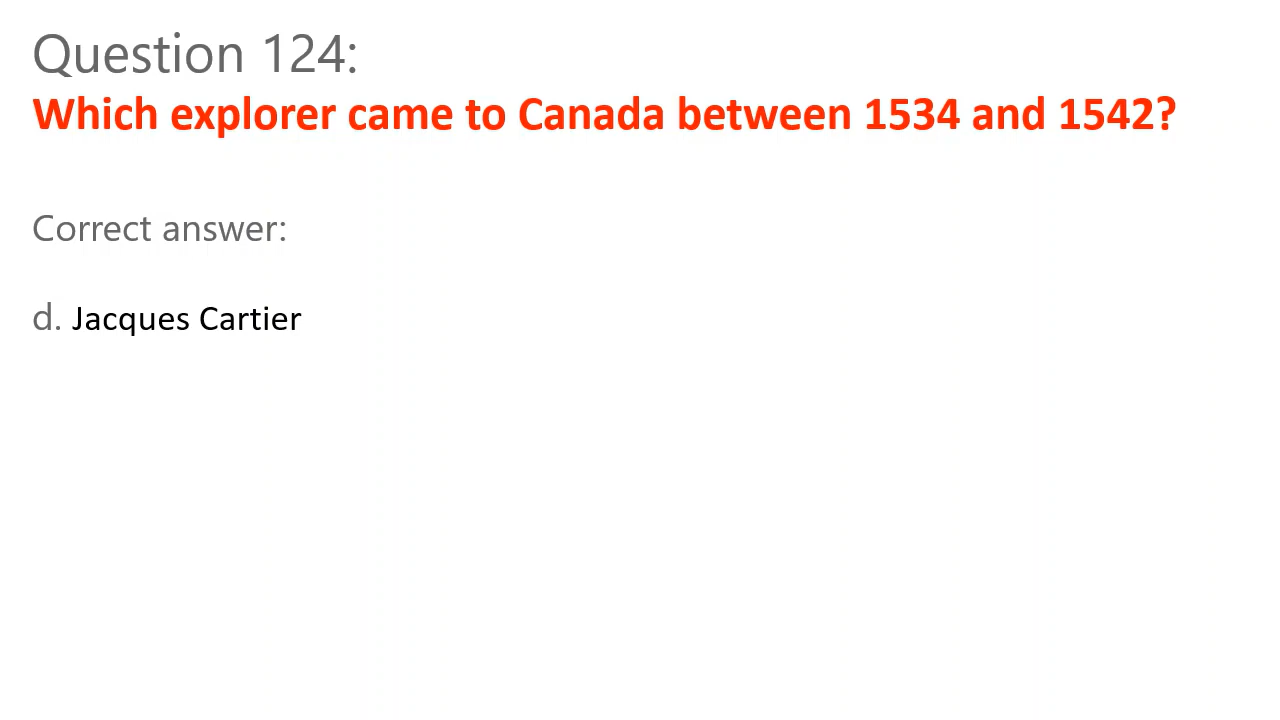 Question 124:
Which explorer came to Canada between 1534 and 1542?
Correct answer:
d. Jacques Cartier